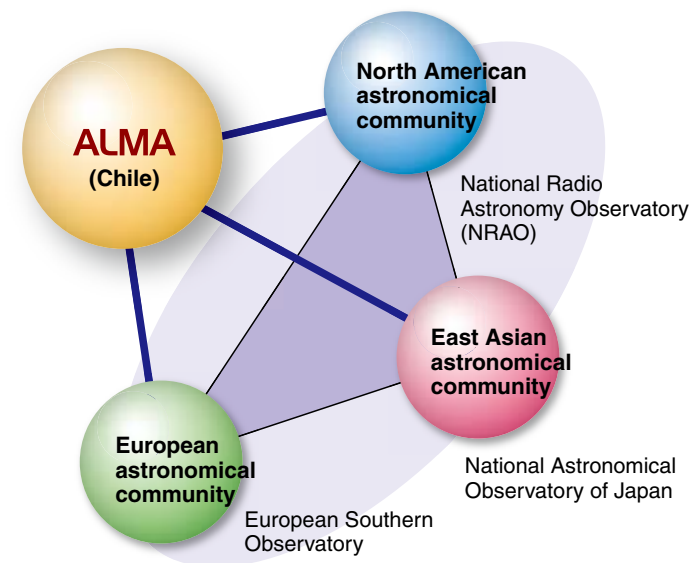 North American
astronomical
community
ALMA
(Chile)
National Radio
Astronomy Observatory
(NRAO)
East Asian
astronomical
community
European
astronomical
community
National Astronomical
Observatory of Japan
European Southern
Observatory